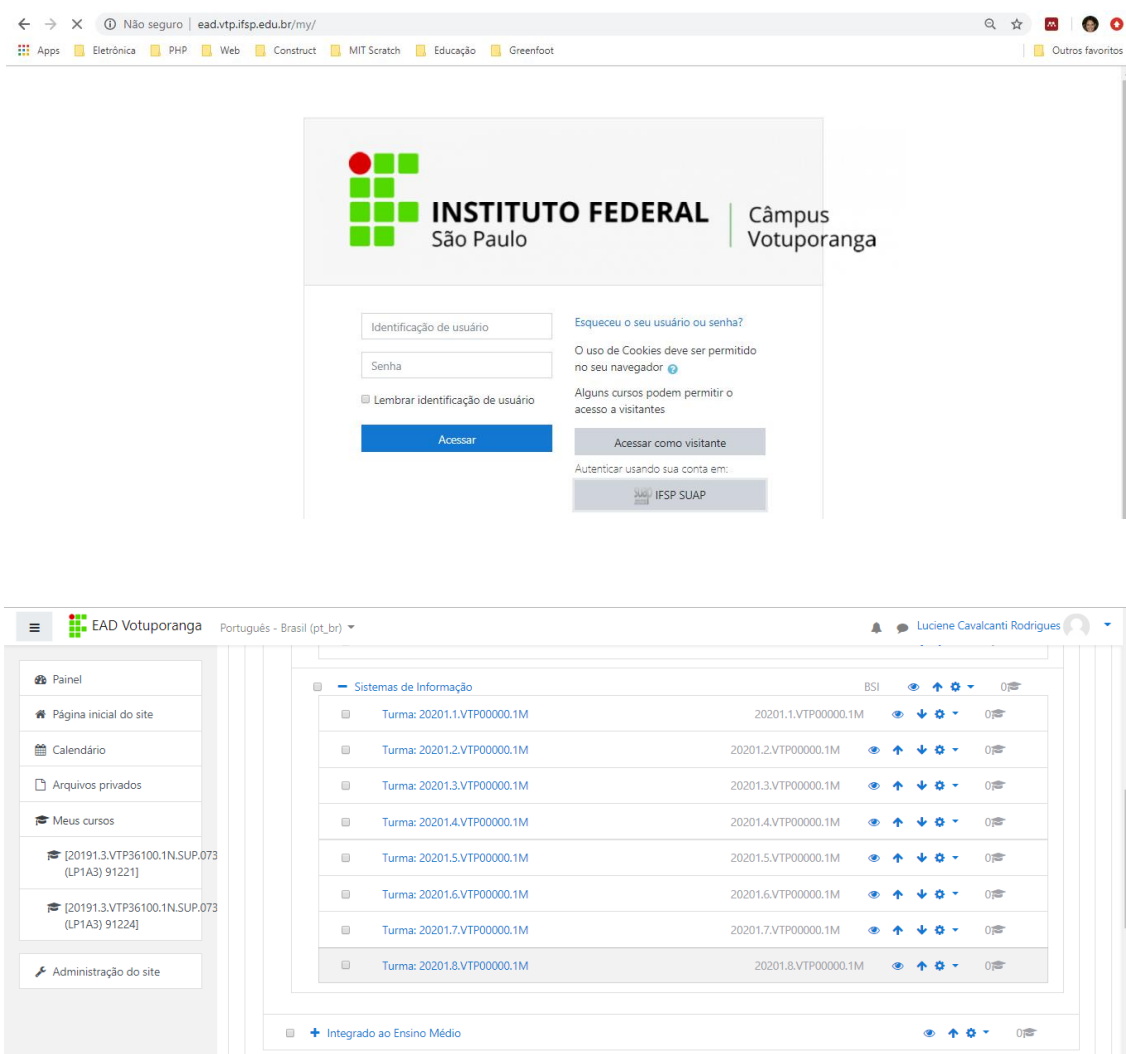 Não seguro | ead.vtp.ifsp.edu.br/my/
Apps Eletrônica PHP Web Construct MIT Scratch Educação Greenfoot Outros favoritos
INSTITUTO FEDERAL
São Paulo
Câmpus
Votuporanga
Identificação de usuário
Senha
Lembrar identificação de usuário
Acessar
Esqueceu o seu usuário ou senha?
O uso de Cookies deve ser permitido
no seu navegador
Alguns cursos podem permitir o
acesso a visitantes
Acessar como visitante
Autenticar usando sua conta em:
IFSP SUAP
EAD Votuporanga Português - Brasil (pt_br) Luciene Cavalcanti Rodrigues
Painel
Página inicial do site
Calendário
Arquivos privados
Meus cursos
[20191.3.VTP36100.1N.SUP.073
(LP1A3) 91221]
[20191.3.VTP36100.1N.SUP.073
(LP1A3) 91224]
Administração do site
Sistemas de Informação BSI 0
Turma: 20201.1.VTP00000.1M 20201.1.VTP00000.1M 0
Turma: 20201.2.VTP00000.1M 20201.2.VTP00000.1M 0
Turma: 20201.3.VTP00000.1M 20201.3.VTP00000.1M 0
Turma: 20201.4.VTP00000.1M 20201.4.VTP00000.1M 0
Turma: 20201.5.VTP00000.1M 20201.5.VTP00000.1M 0
Turma: 20201.6.VTP00000.1M 20201.6.VTP00000.1M 0
Turma: 20201.7.VTP00000.1M 20201.7.VTP00000.1M 0
Turma: 20201.8.VTP00000.1M 20201.8.VTP00000.1M 0
Integrado ao Ensino Médio 0